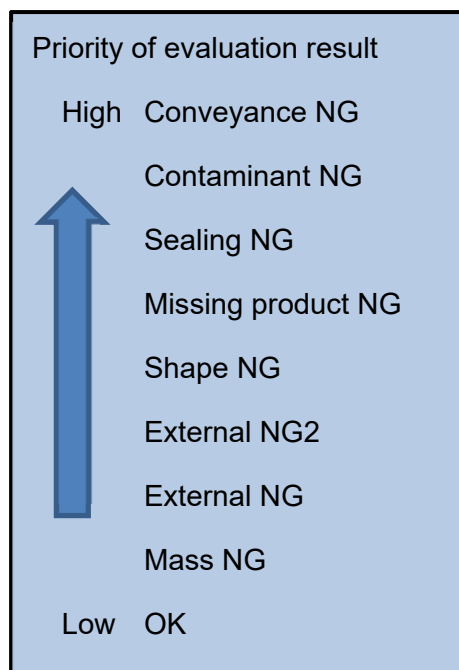 Priority of evaluation result
High Conveyance NG
Contaminant NG
Sealing NG
Missing product NG
Shape NG
External NG2
External NG
Mass NG
Low OK